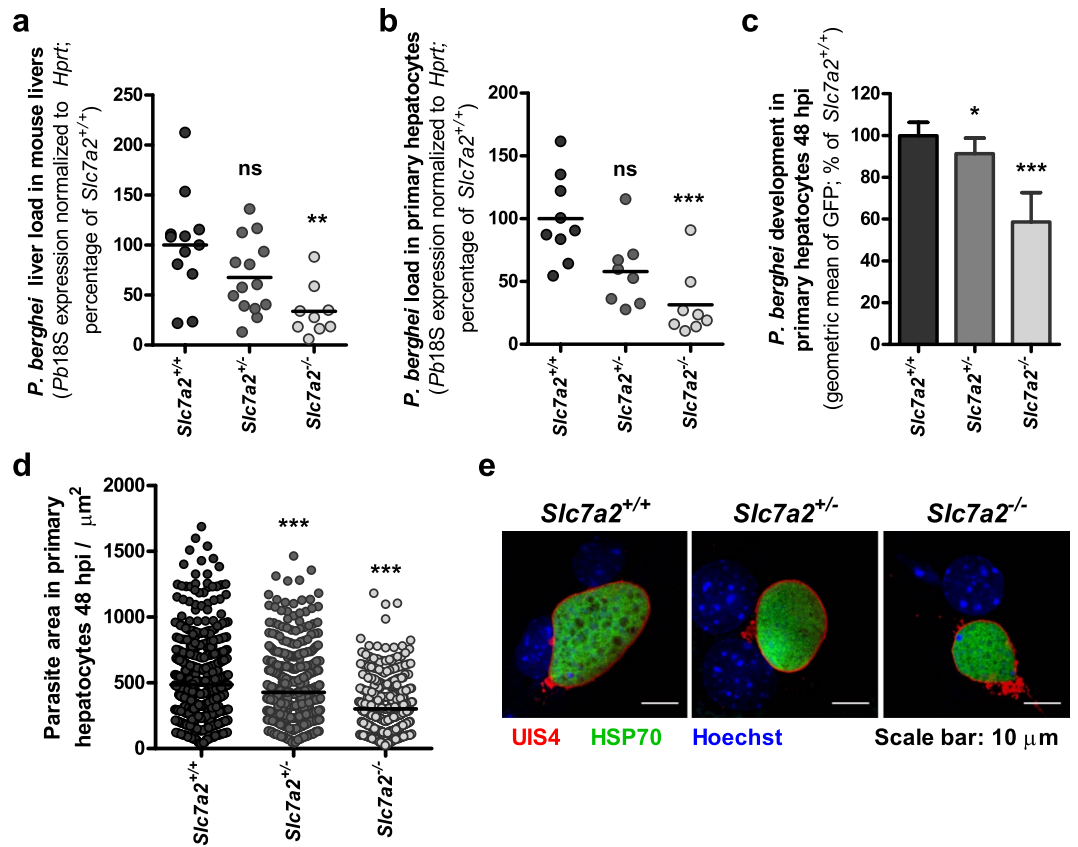 a
P. berghei liver load in mouse livers
(Pb18S expression normalized to Hprt;
percentage of Slc7a2+/+)
250
200
150
100
50
0
ns
**
Slc7a2+/+
Slc7a2+/-
Slc7a2-/-
b
P. berghei load in primary hepatocytes
(Pb18S expression normalized to Hprt;
percentage of Slc7a2+/+)
200
150
100
50
0
ns
***
Slc7a2+/+
Slc7a2+/-
Slc7a2-/-
c
P. berghei development in
primary hepatocytes 48 hpi
(geometric mean of GFP; % of Slc7a2+/+)
120
100
80
60
40
20
0
*
***
Slc7a2+/+
Slc7a2+/-
Slc7a2-/-
d
Parasite area in primary
hepatocytes 48 hpi / μm2
2000
1500
1000
500
0
***
***
Slc7a2+/+
Slc7a2+/-
Slc7a2-/-
e
Slc7a2+/+
Slc7a2+/-
Slc7a2-/-
UIS4 HSP70 Hoechst Scale bar: 10 μm